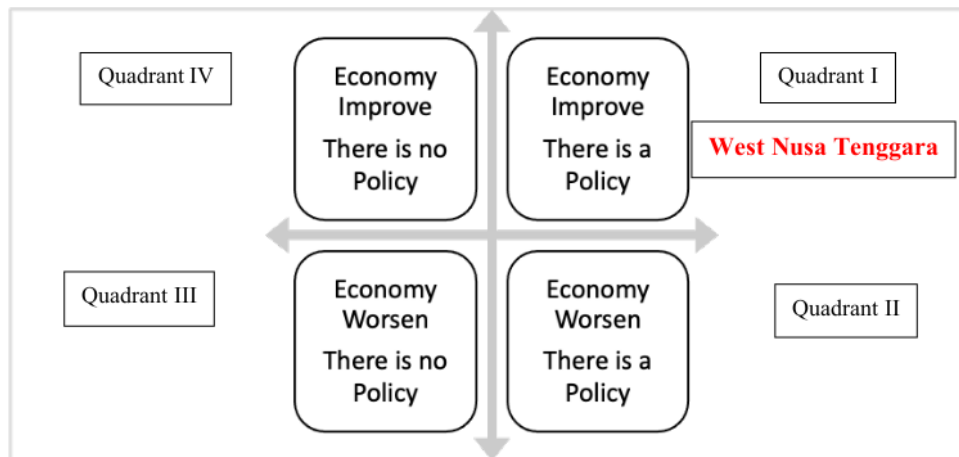 Quadrant IV
Economy
Improve
There is no
Policy
Economy
Improve
There is a
Policy
Quadrant I
West Nusa Tenggara
Quadrant III
Economy
Worsen
There is no
Policy
Economy
Worsen
There is a
Policy
Quadrant II